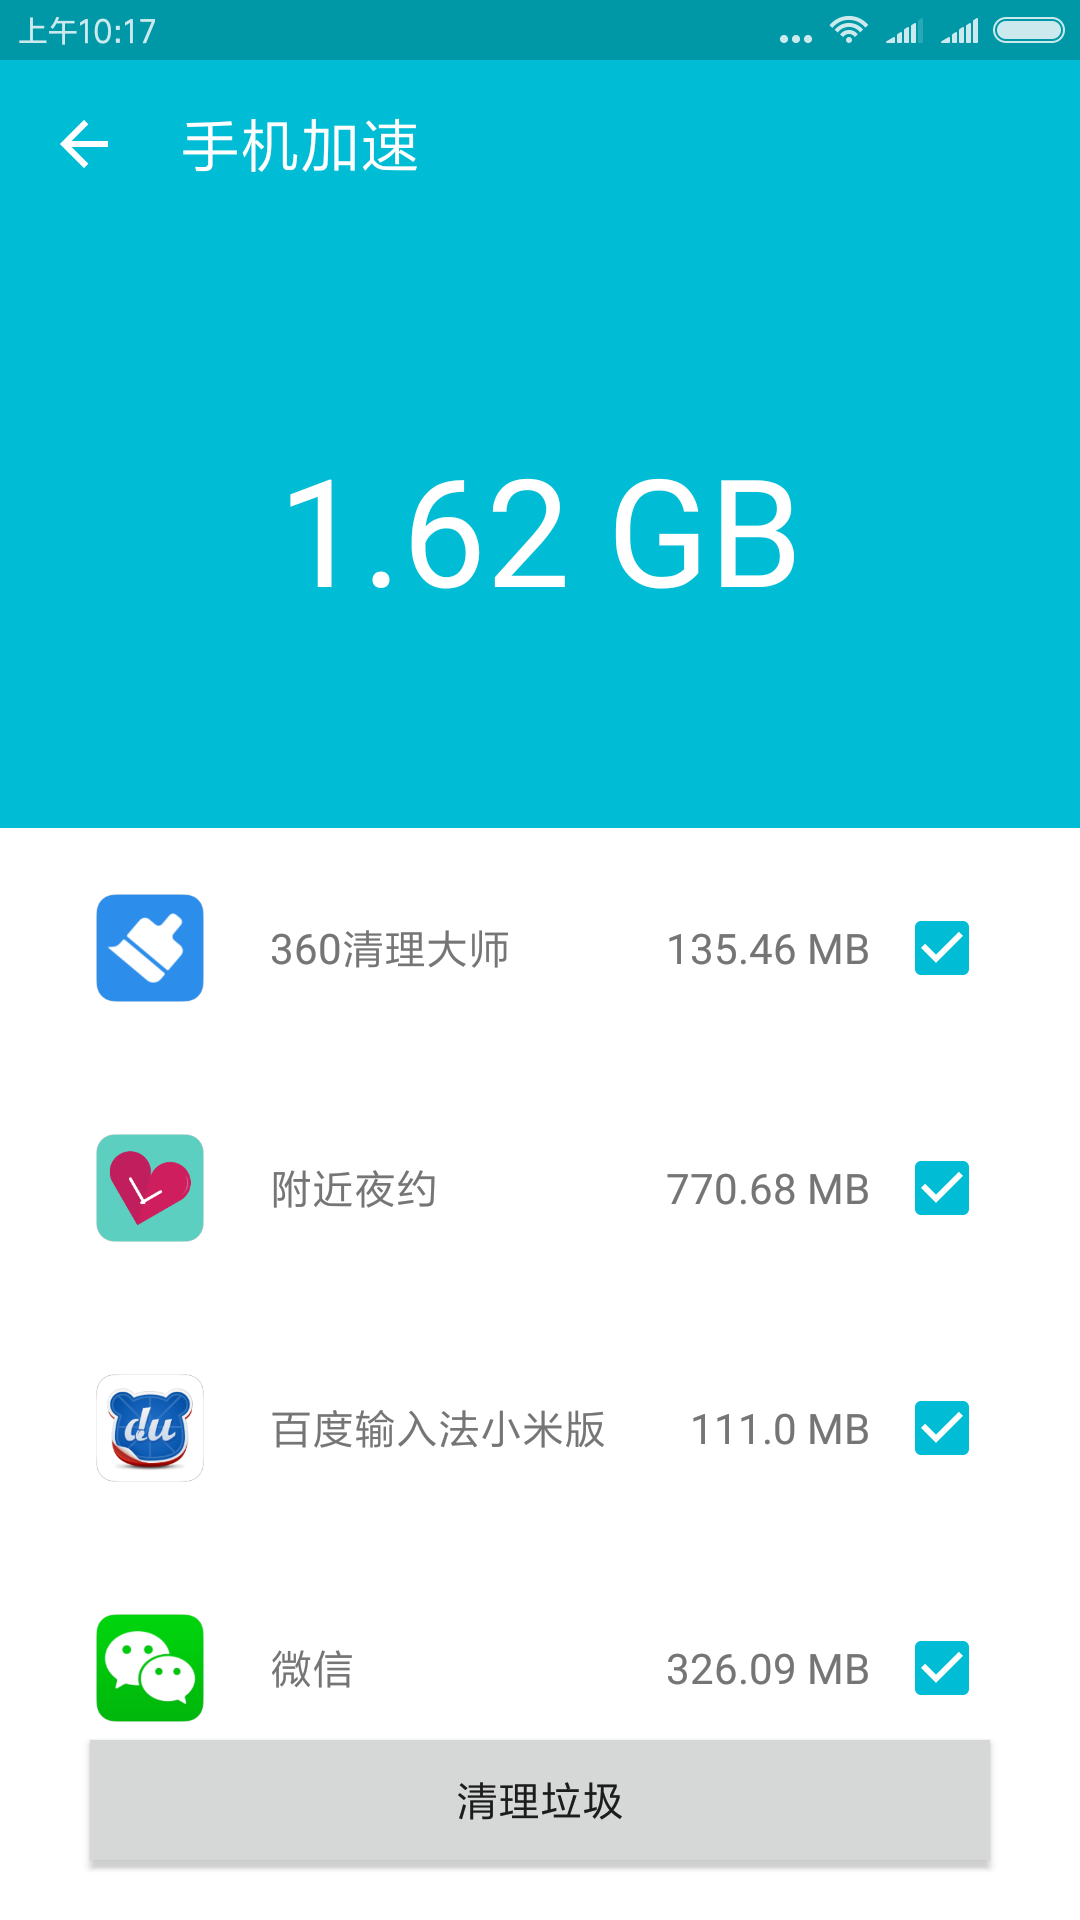 上午10:17
手机加速
1.62 GB
360清理大师 135.46 MB
附近夜约 770.68 MB
du
百度输入法小米版 111.0 MB
微信 326.09 MB
清理垃圾